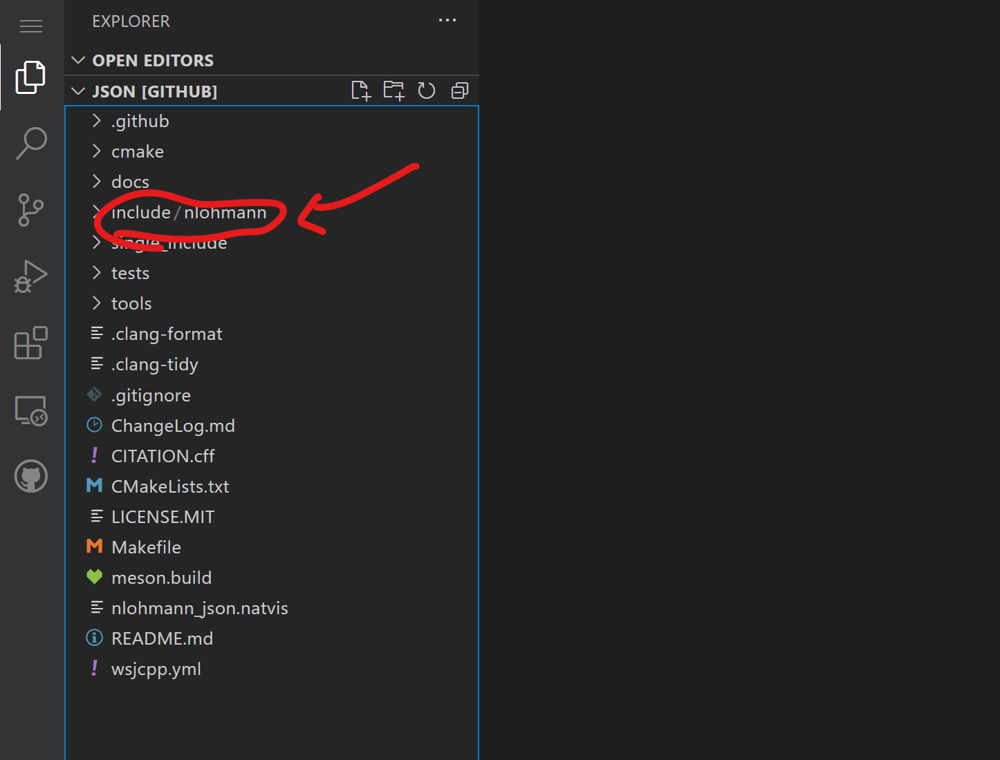 EXPLORER
OPEN EDITORS
JSON [GITHUB]
.github
cmake
docs
include/nlohmann
single_include
tests
tools
.clang-format
.clang-tidy
.gitignore
ChangeLog.md
CITATION.cff
CMakeLists.txt
LICENSE.MIT
Makefile
meson.build
nlohmann_json.natvis
README.md
wsjcpp.yml